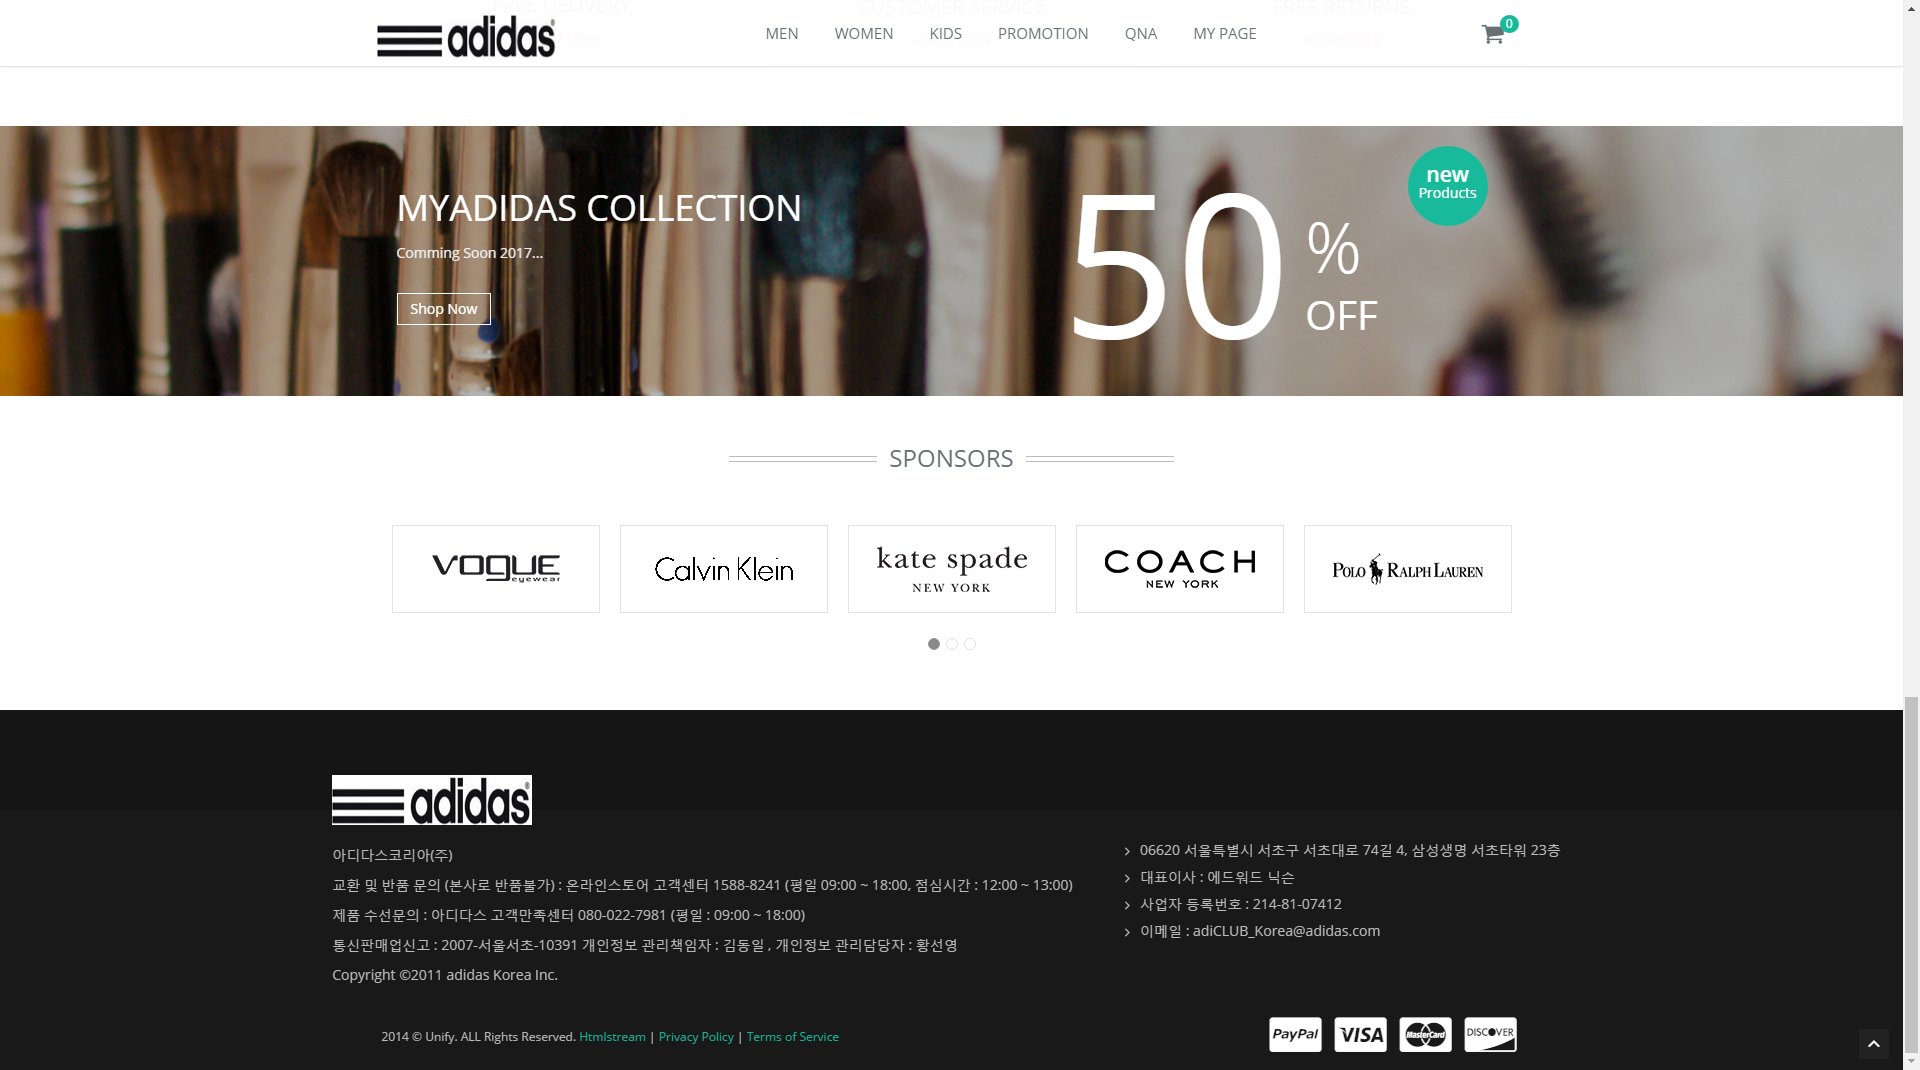 FREE DELIVERY
CUSTOMER SERVICE
FREE RETURNS
adidas
MEN
WOMEN
KIDS
PROMOTION
QNA
MY PAGE
0
MYADIDAS COLLECTION
Comming Soon 2017...
Shop Now
50
%
OFF
new
Products
SPONSORS
VOGUE
eyewear
Calvin Klein
kate spade
NEW YORK
COACH
NEW YORK
POLO RALPH LAUREN
adidas
아디다스코리아(주)
교환 및 반품 문의 (본사로 반품불가) : 온라인스토어 고객센터 1588-8241 (평일 09:00 ~ 18:00, 점심시간 : 12:00 ~ 13:00)
제품 수선문의 : 아디다스 고객만족센터 080-022-7981 (평일 : 09:00 ~ 18:00)
통신판매업신고 : 2007-서울서초-10391 개인정보 관리책임자 : 김동일 , 개인정보 관리담당자 : 황선영
Copyright ©2011 adidas Korea Inc.
06620 서울특별시 서초구 서초대로 74길 4, 삼성생명 서초타워 23층
대표이사 : 에드워드 닉슨
사업자 등록번호 : 214-81-07412
이메일 : adiCLUB_Korea@adidas.com
2014 © Unify. ALL Rights Reserved. Htmlstream | Privacy Policy | Terms of Service
PayPal
VISA
MasterCard
DISCOVER